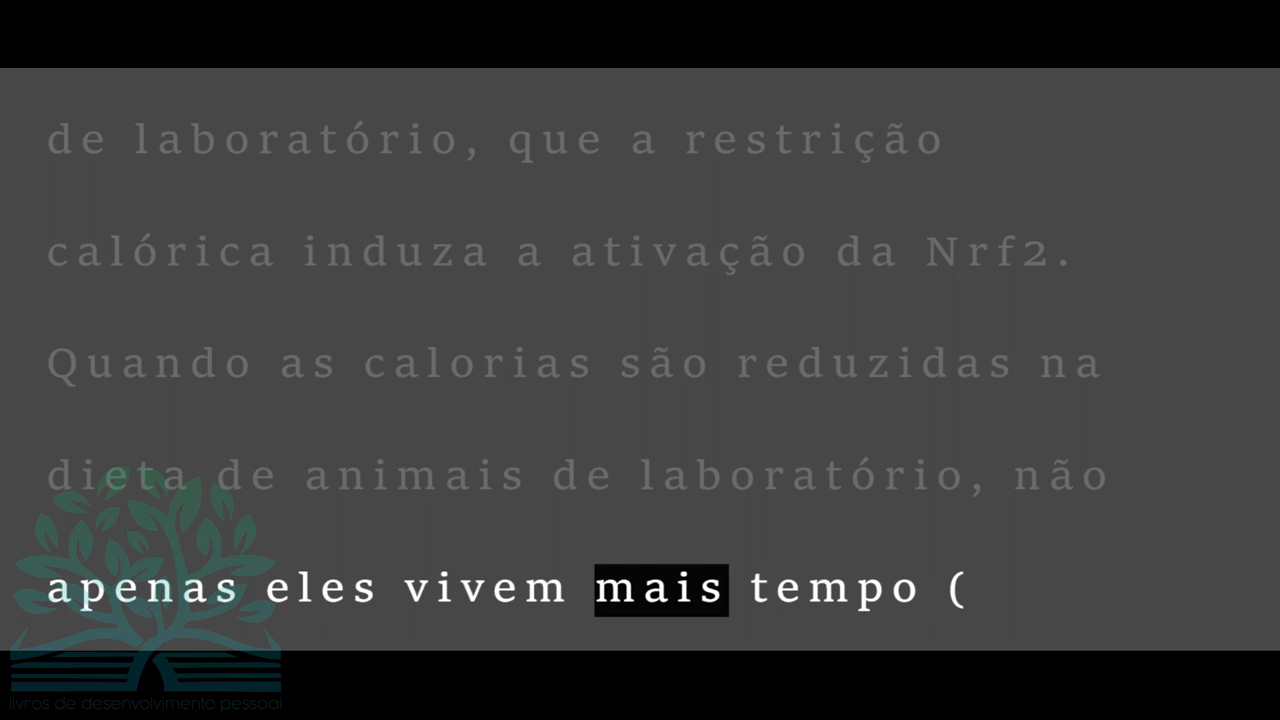 de laboratório, que a restrição
calórica induza a ativação da Nrf2.
Quando as calorias são reduzidas na
dieta de animais de laboratório, não
apenas eles vivem mais tempo (
livros de desenvolvimento pessoal